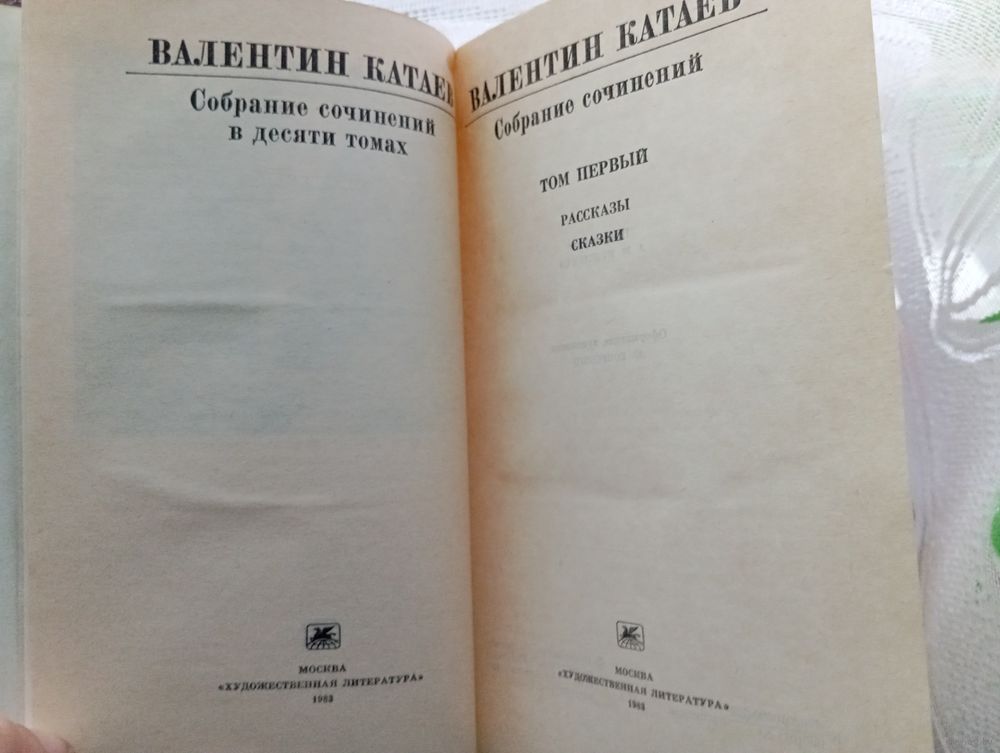 ВАЛЕНТИН КАТАЕВ
Собрание сочинений
в десяти томах
МОСКВА
«ХУДОЖЕСТВЕННАЯ ЛИТЕРАТУРА»
1983
ВАЛЕНТИН КАТАЕВ
Собрание сочинений
ТОМ ПЕРВЫЙ
РАССКАЗЫ
СКАЗКИ
МОСКВА
«ХУДОЖЕСТВЕННАЯ ЛИТЕРАТУРА»
1983